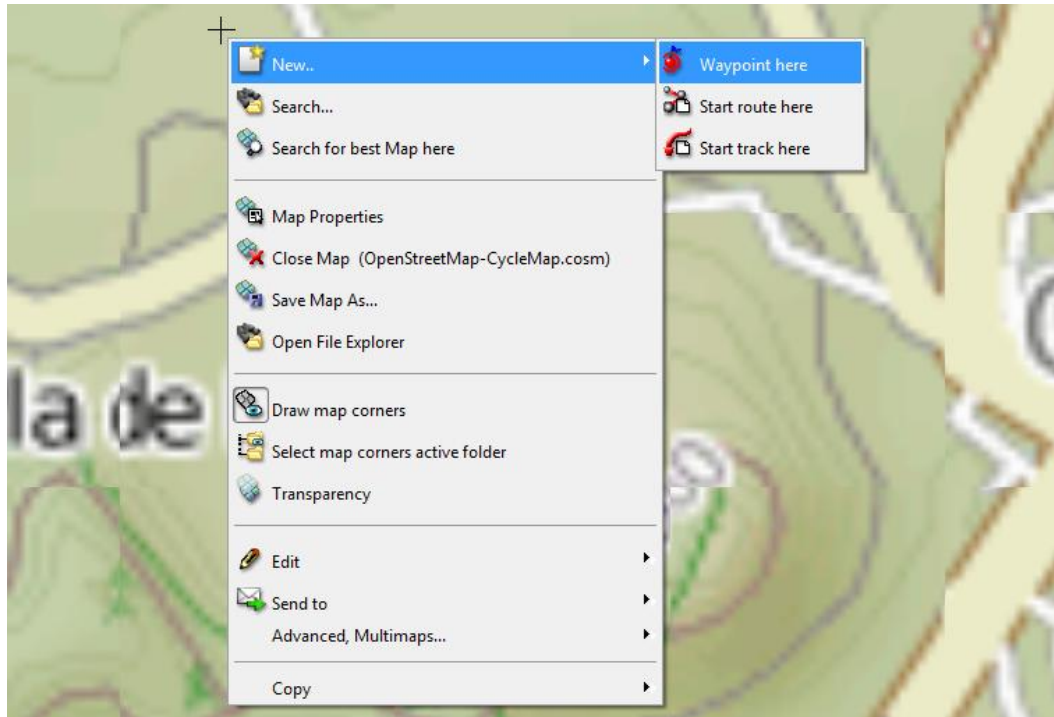 New..
Waypoint here
Search...
Start route here
Search for best Map here
Start track here
Map Properties
Close Map (OpenStreetMap-CycleMap.cosm)
Save Map As...
Open File Explorer
la de
Draw map corners
Select map corners active folder
Transparency
Edit
Send to
Advanced, Multimaps...
Copy